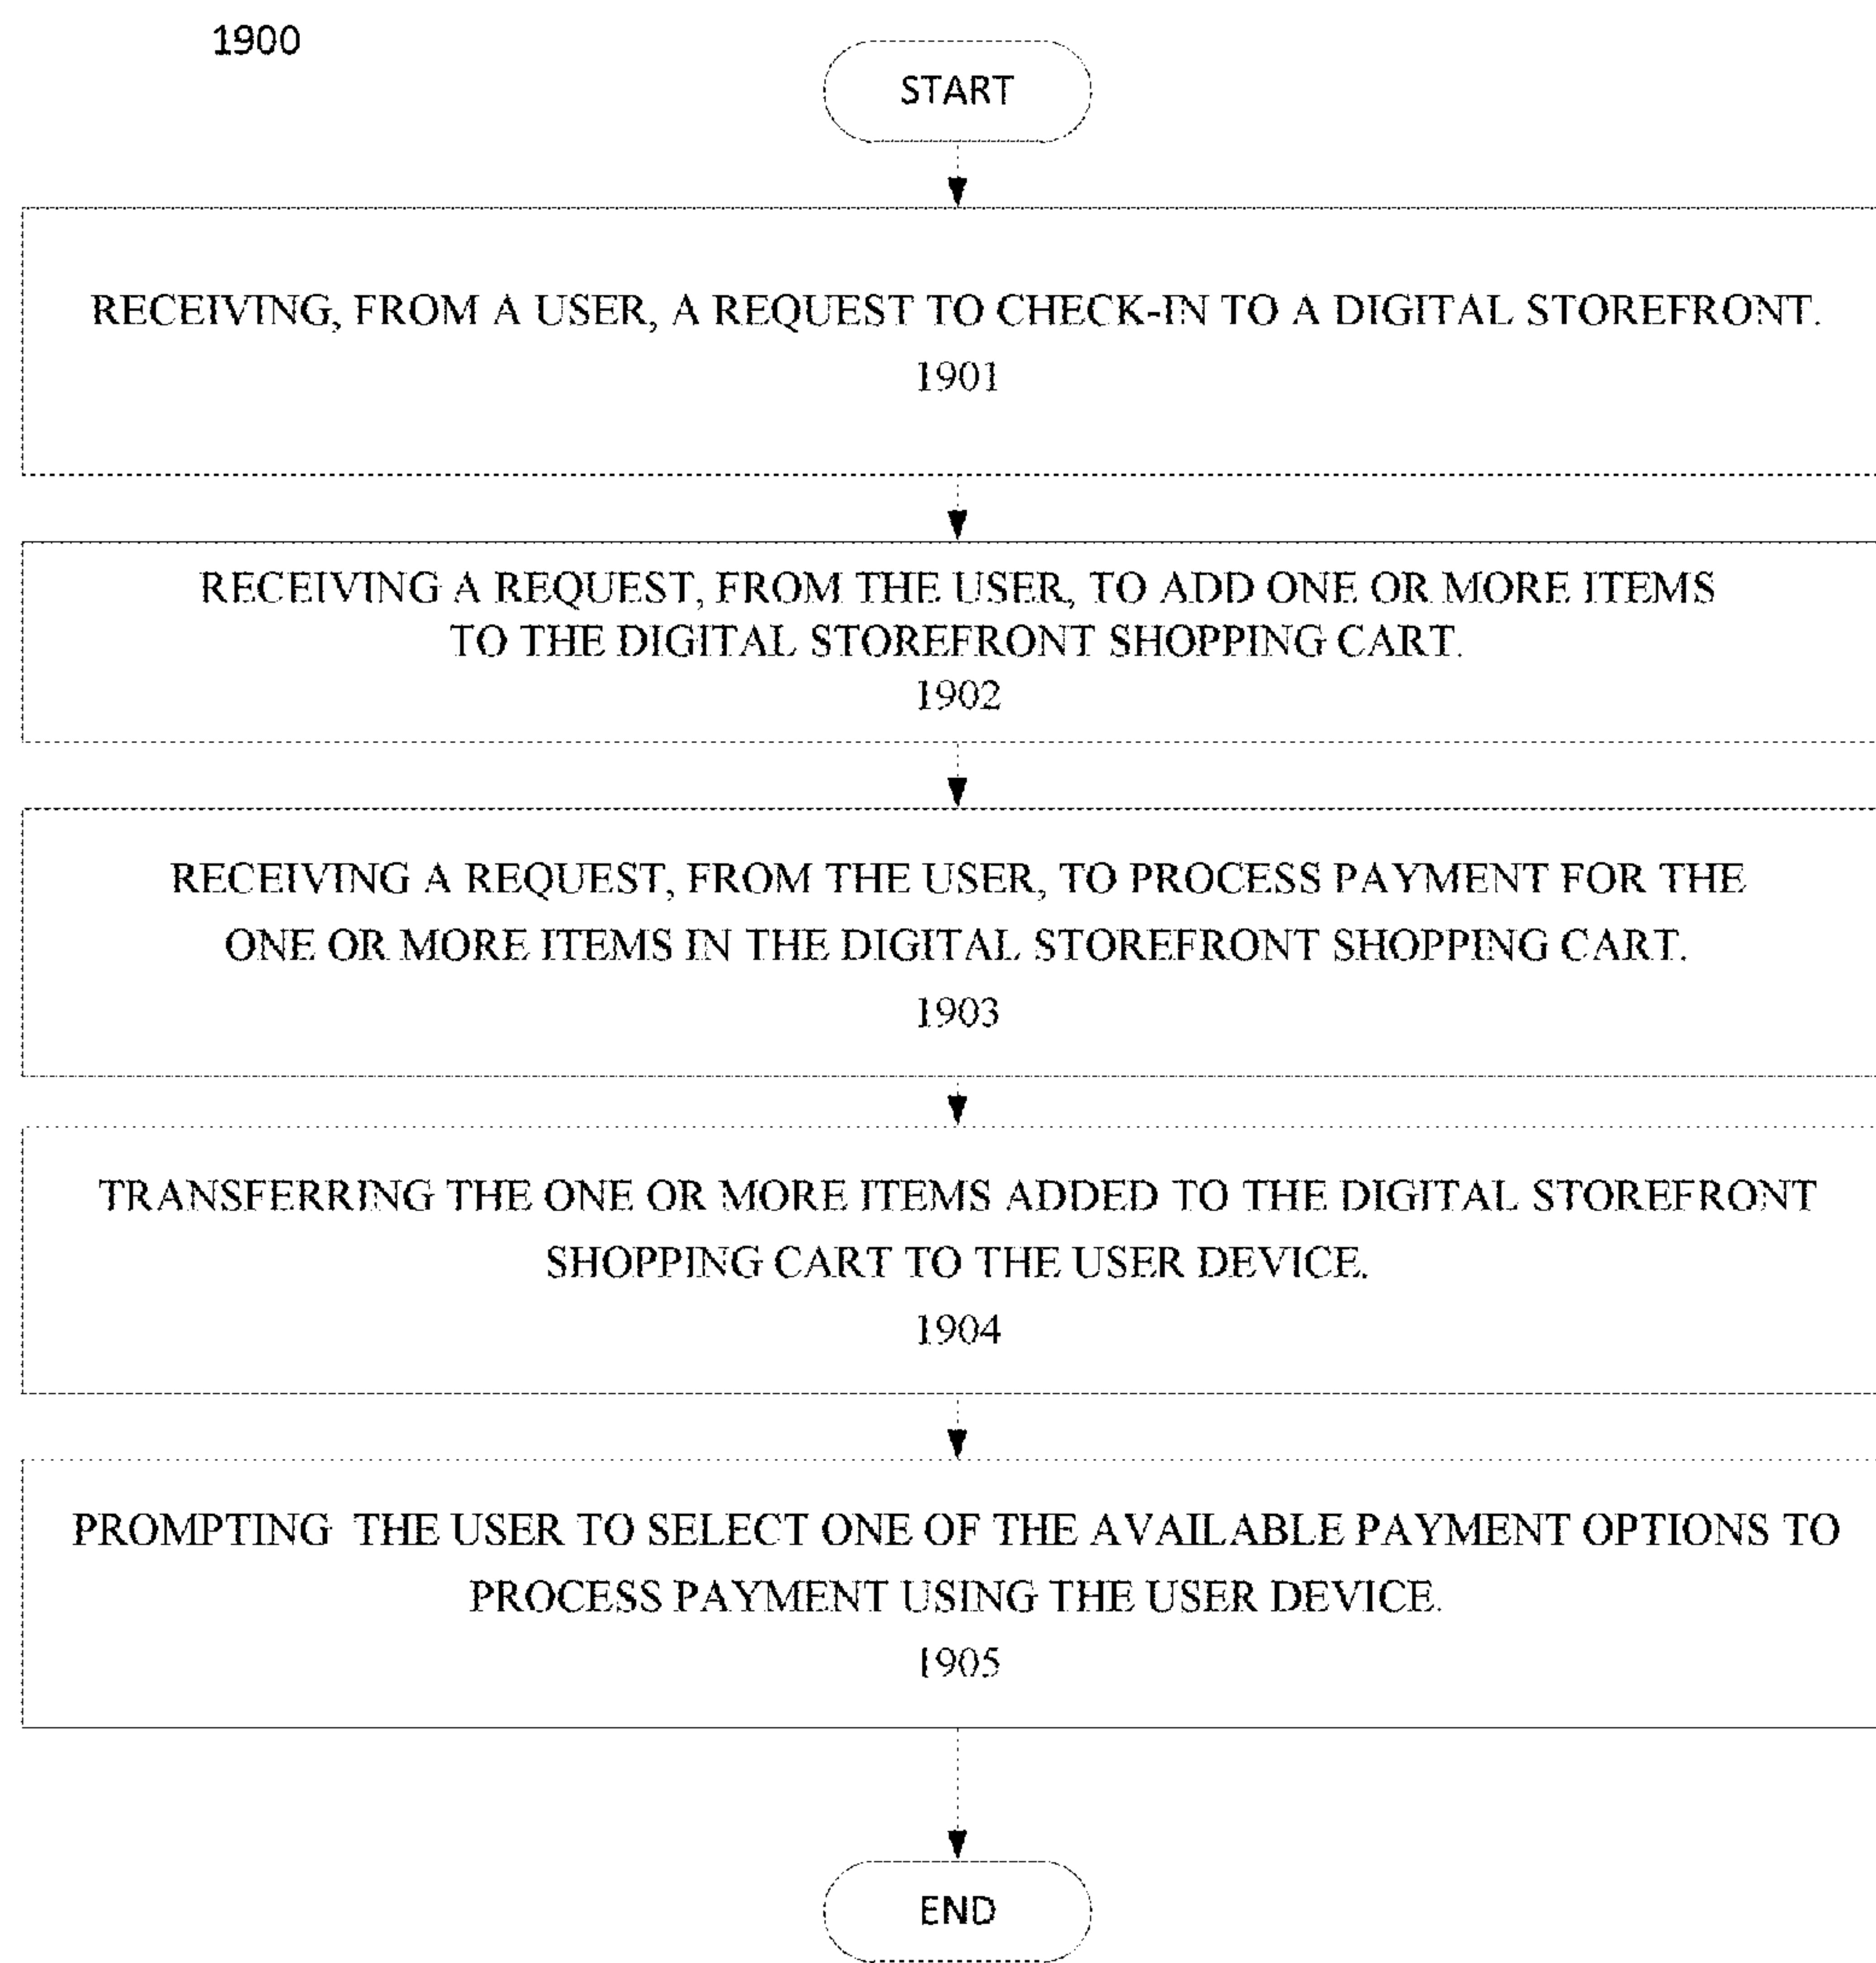 1900
START
RECEIVING, FROM A USER, A REQUEST TO CHECK-IN TO A DIGITAL STOREFRONT.
1901
RECEIVING A REQUEST, FROM THE USER, TO ADD ONE OR MORE ITEMS
TO THE DIGITAL STOREFRONT SHOPPING CART.
1902
RECEIVING A REQUEST, FROM THE USER, TO PROCESS PAYMENT FOR THE
ONE OR MORE ITEMS IN THE DIGITAL STOREFRONT SHOPPING CART.
1903
TRANSFERRING THE ONE OR MORE ITEMS ADDED TO THE DIGITAL STOREFRONT
SHOPPING CART TO THE USER DEVICE.
1904
PROMPTING THE USER TO SELECT ONE OF THE AVAILABLE PAYMENT OPTIONS TO
PROCESS PAYMENT USING THE USER DEVICE.
1905
END